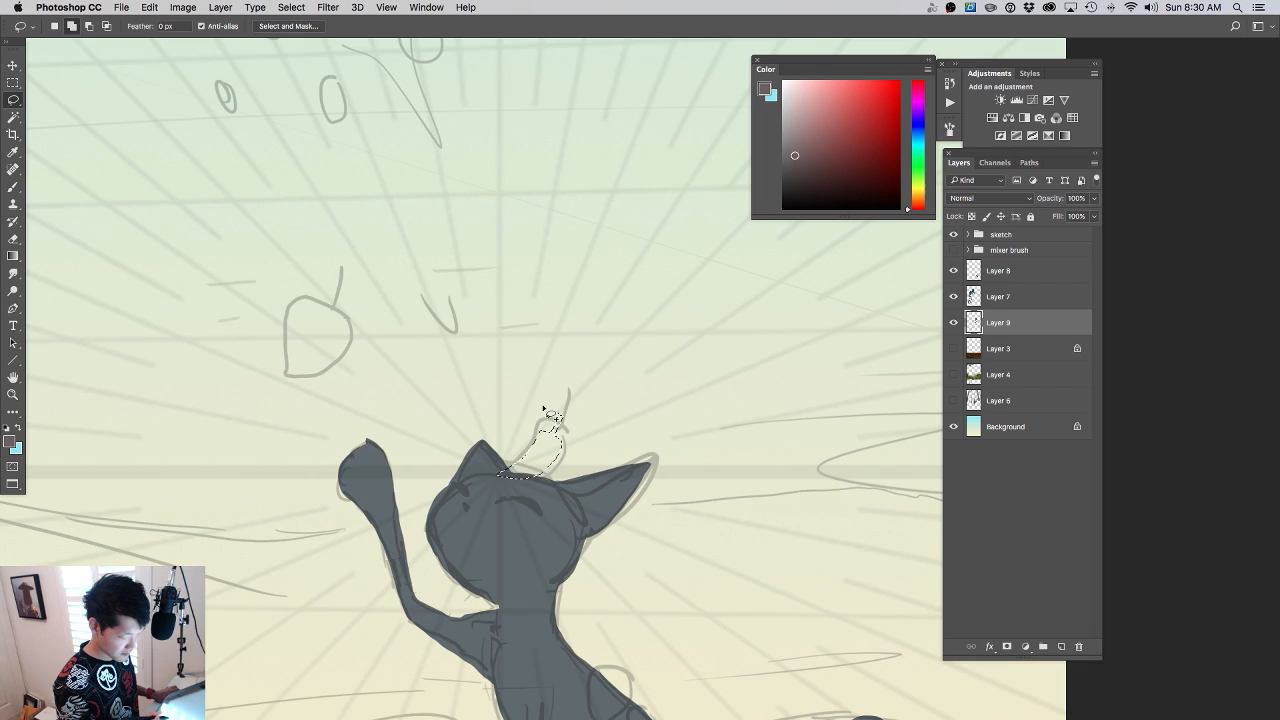 Photoshop CC File Edit Image Layer Type Select Filter 3D View Window Help Sun 8:30 AM
Feather: 0 px Anti-alias Select and Mask...
Color
Adjustments Styles
Add an adjustment
Layers Channels Paths
Kind
Normal Opacity: 100%
Lock: Fill: 100%
sketch
mixer brush
Layer 8
Layer 7
Layer 9
Layer 3
Layer 4
Layer 6
Background
fx